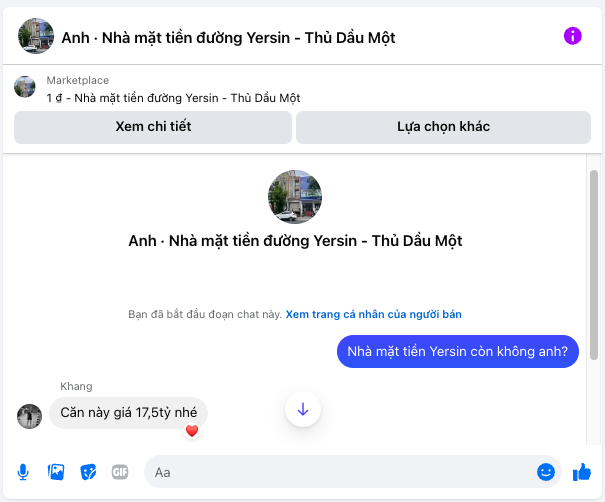 Anh · Nhà mặt tiền đường Yersin - Thủ Dầu Một
Marketplace
1 ₫ - Nhà mặt tiền đường Yersin - Thủ Dầu Một
Xem chi tiết
Lựa chọn khác
Anh · Nhà mặt tiền đường Yersin - Thủ Dầu Một
Bạn đã bắt đầu đoạn chat này. Xem trang cá nhân của người bán
Nhà mặt tiền Yersin còn không anh?
Khang
Căn này giá 17,5tỷ nhé
GIF
Aa